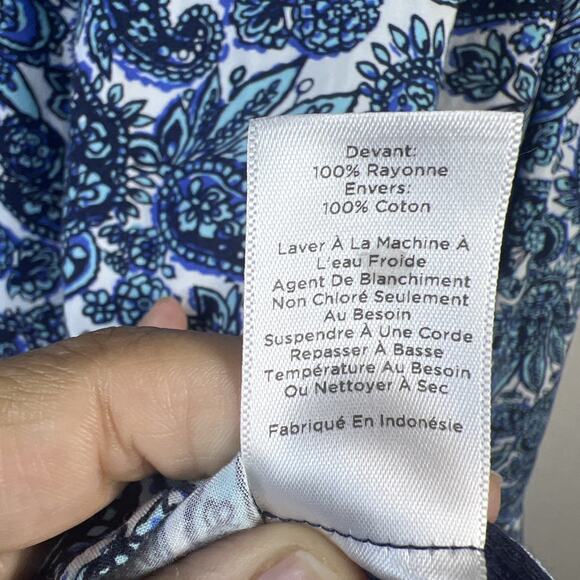 Devant:
100% Rayonne
Envers:
100% Coton
Laver À La Machine À
L'eau Froide
Agent De Blanchiment
Non Chloré Seulement
Au Besoin
Suspendre À Une Corde
Repasser À Basse
Température Au Besoin
Ou Nettoyer À Sec
Fabriqué En Indonésie